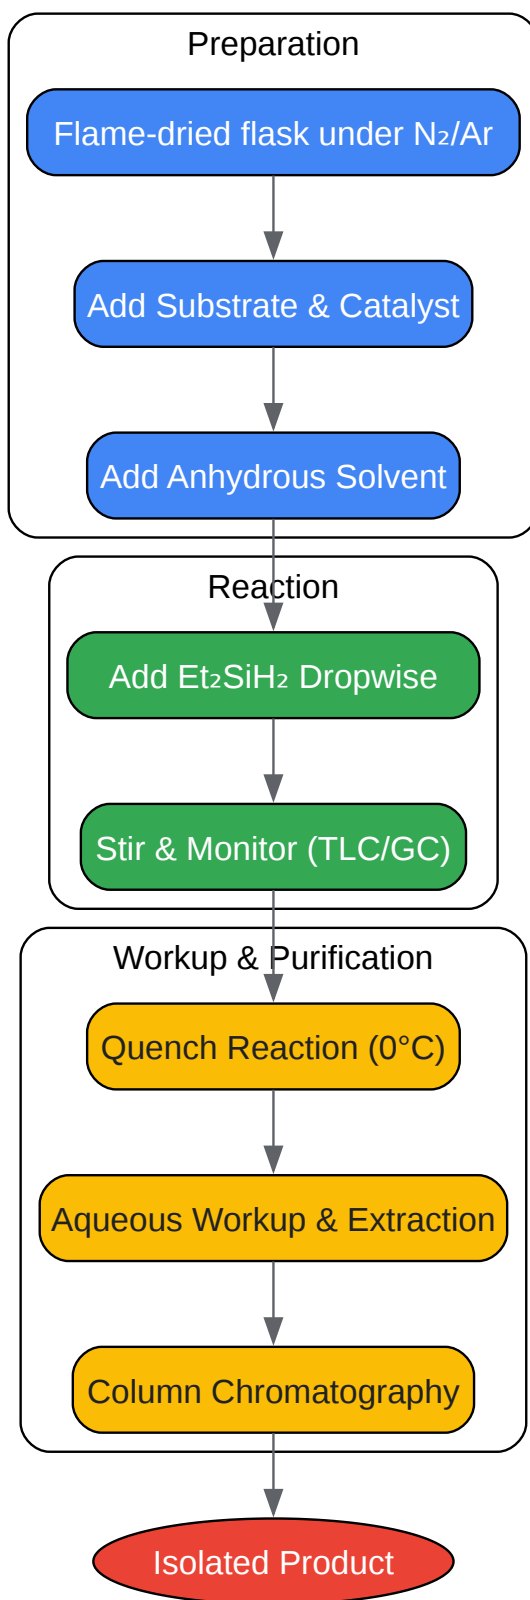 Preparation
Flame-dried flask under N₂/Ar
Add Substrate & Catalyst
Add Anhydrous Solvent
Reaction
Add Et₂SiH₂ Dropwise
Stir & Monitor (TLC/GC)
Workup & Purification
Quench Reaction (0°C)
Aqueous Workup & Extraction
Column Chromatography
Isolated Product